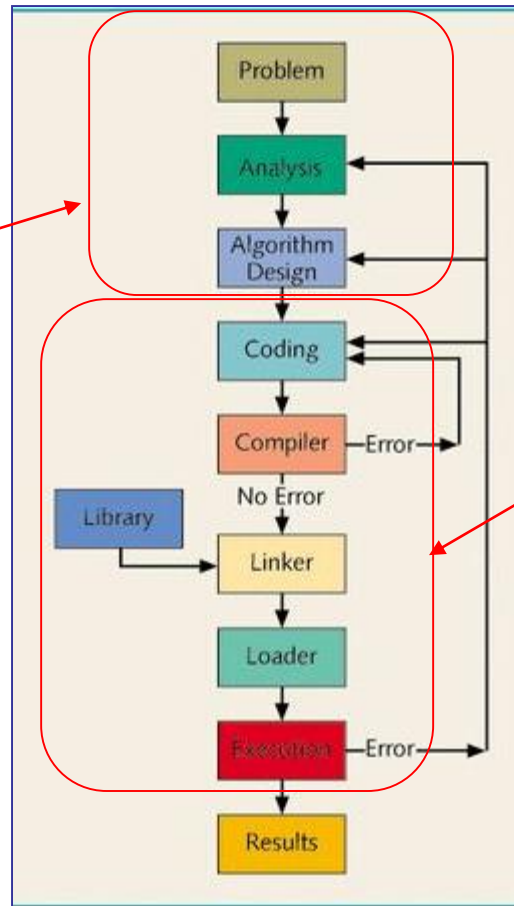 Problem
Analysis
Algorithm
Design
Coding
Compiler
Error
No Error
Library
Linker
Loader
Execution
Error
Results